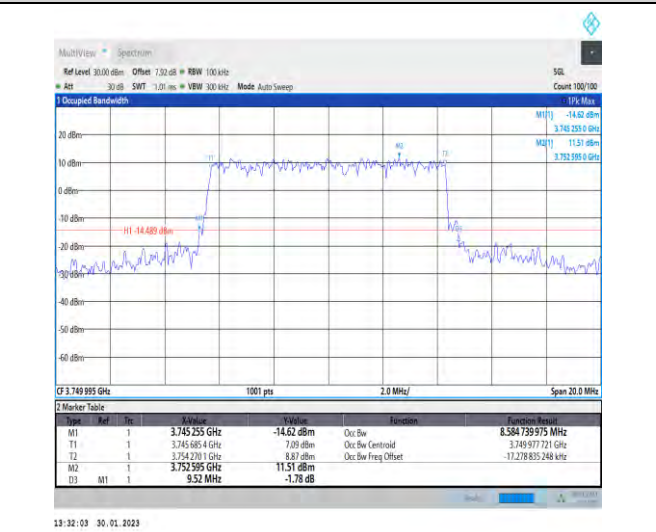 MultiView Spectrum
Ref Level 30.00 dBm Offset 7.92 dB RBW 100 kHz SGL
Att 30 dB SWT 1.01 ms VBW 300 kHz Mode Auto Sweep Count 100/100
1 Occupied Bandwidth 1Pk Max
M1[1] -14.62 dBm
3.745 255 0 GHz
20 dBm
M2[1] 11.51 dBm
3.752 595 0 GHz
M2
T1 T2
10 dBm
0 dBm
-10 dBm
M1
H1 -14.489 dBm
-20 dBm
-30 dBm
-40 dBm
-50 dBm
-60 dBm
CF 3.749 995 GHz 1001 pts 2.0 MHz/ Span 20.0 MHz
2 Marker Table
Type Ref Trc X-Value Y-Value Function Function Result
M1 1 3.745 255 GHz -14.62 dBm Occ Bw 8.584 739 975 MHz
T1 1 3.745 685 4 GHz 7.09 dBm Occ Bw Centroid 3.749 977 721 GHz
T2 1 3.754 270 1 GHz 8.87 dBm Occ Bw Freq Offset -17.278 835 248 kHz
M2 1 3.752 595 GHz 11.51 dBm
D3 M1 1 9.52 MHz -1.78 dB
13:32:03 30.01.2023